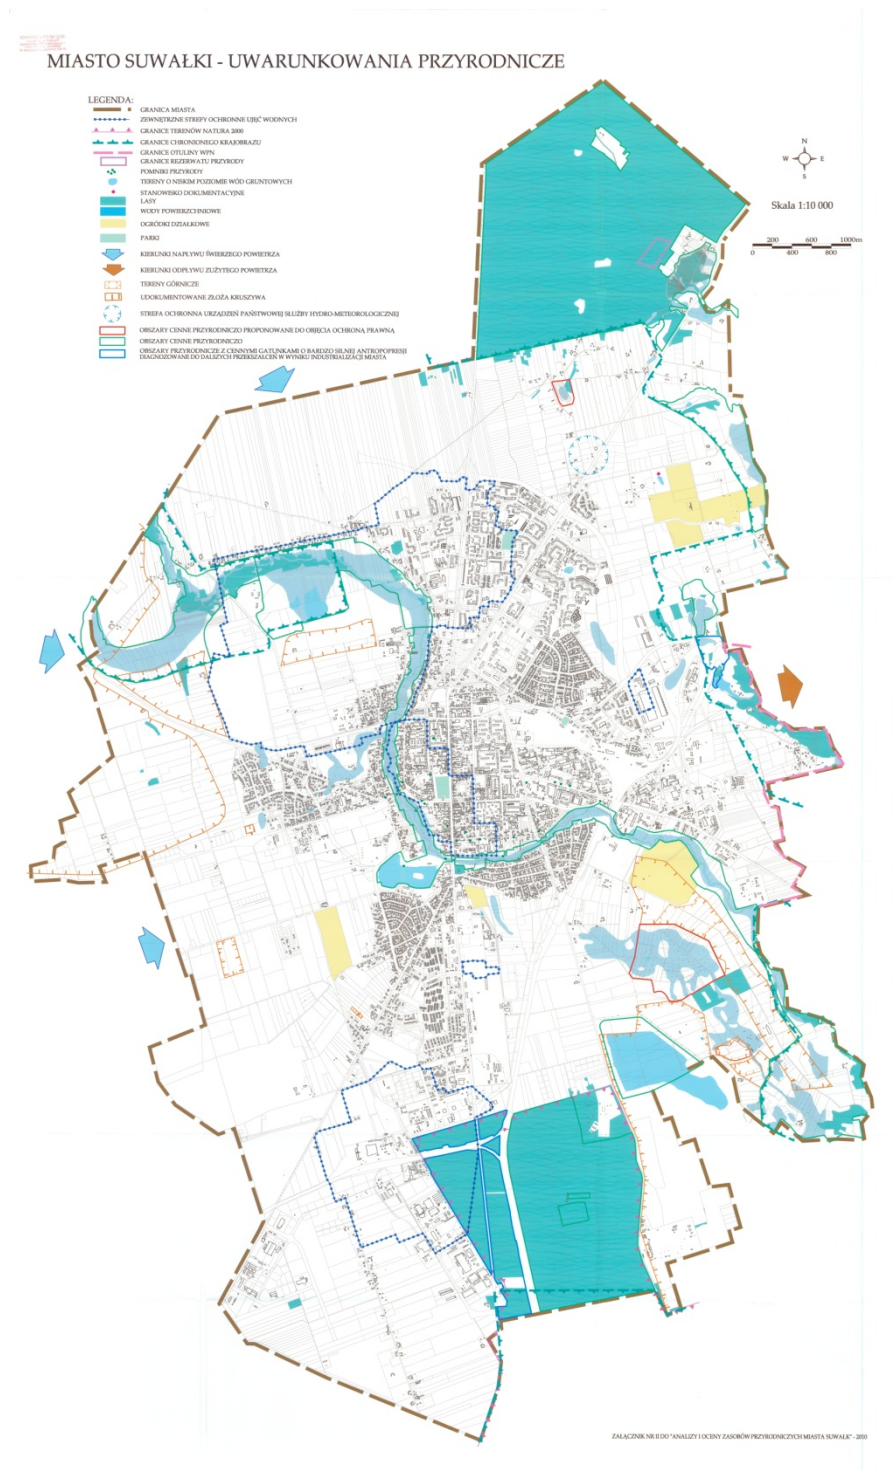 MIASTO SUWAŁKI - UWARUNKOWANIA PRZYRODNICZE
LEGENDA:
GRANICA MIASTA
ZEWNĘTRZNE STREFY OCHRONNE UJĘĆ WODNYCH
GRANICE TERENÓW NATURA 2000
GRANICE CHRONIONEGO KRAJOBRAZU
GRANICE OTULINY WPN
GRANICE REZERWATU PRZYRODY
POMNIKI PRZYRODY
TERENY O NISKIM POZIOMIE WÓD GRUNTOWYCH
STANOWISKO DOKUMENTACYJNE
LASY
WODY POWIERZCHNIOWE
OGRÓDKI DZIAŁKOWE
PARKI
KIERUNKI NAPŁYWU ŚWIERZEGO POWIETRZA
KIERUNKI ODPŁYWU ZUŻYTEGO POWIETRZA
TERENY GÓRNICZE
UDOKUMENTOWANE ZŁOŻA KRUSZYWA
STREFA OCHRONNA URZĄDZEŃ PAŃSTWOWEJ SŁUŻBY HYDRO-METEOROLOGICZNEJ
OBSZARY CENNE PRZYRODNICZO PROPONOWANE DO OBJĘCIA OCHRONĄ PRAWNĄ
OBSZARY CENNE PRZYRODNICZO
OBSZARY PRZYRODNICZE Z CENNYMI GATUNKAMI O BARDZO SILNEJ ANTROPOPRESJI
DIAGNOZOWANE DO DALSZYCH PRZEKSZTAŁCEŃ W WYNIKU INDUSTRIALIZACJI MIASTA
N
W E
S
Skala 1:10 000
200 600 1000m
0 400 800
ZAŁĄCZNIK NR II DO "ANALIZY I OCENY ZASOBÓW PRZYRODNICZYCH MIASTA SUWAŁK" - 2010